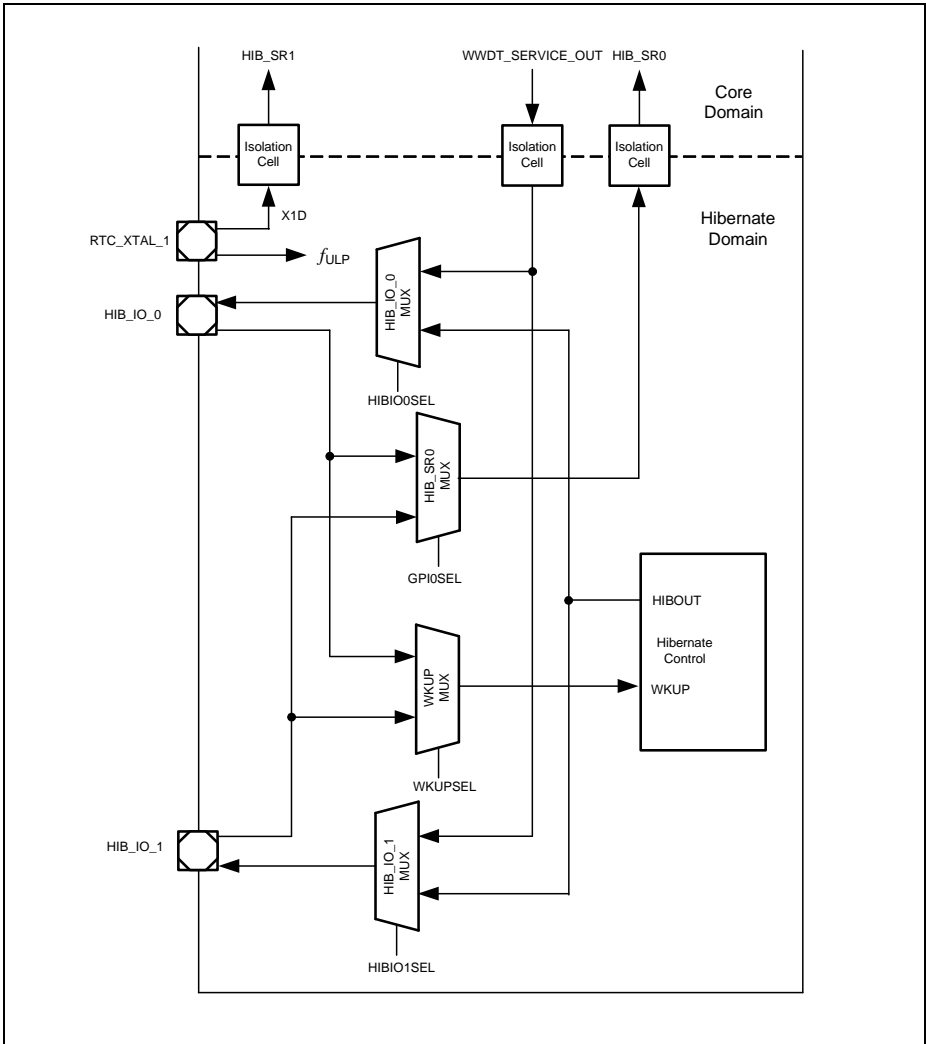 HIB_SR1
WWDT_SERVICE_OUT
HIB_SR0
Core
Domain
Isolation
Cell
Isolation
Cell
Isolation
Cell
X1D
Hibernate
Domain
RTC_XTAL_1
fULP
HIB_IO_0
HIB_IO_0
MUX
HIBIO0SEL
HIB_SR0
MUX
GPI0SEL
HIBOUT
Hibernate
Control
WKUP
WKUP
MUX
WKUPSEL
HIB_IO_1
HIB_IO_1
MUX
HIBIO1SEL